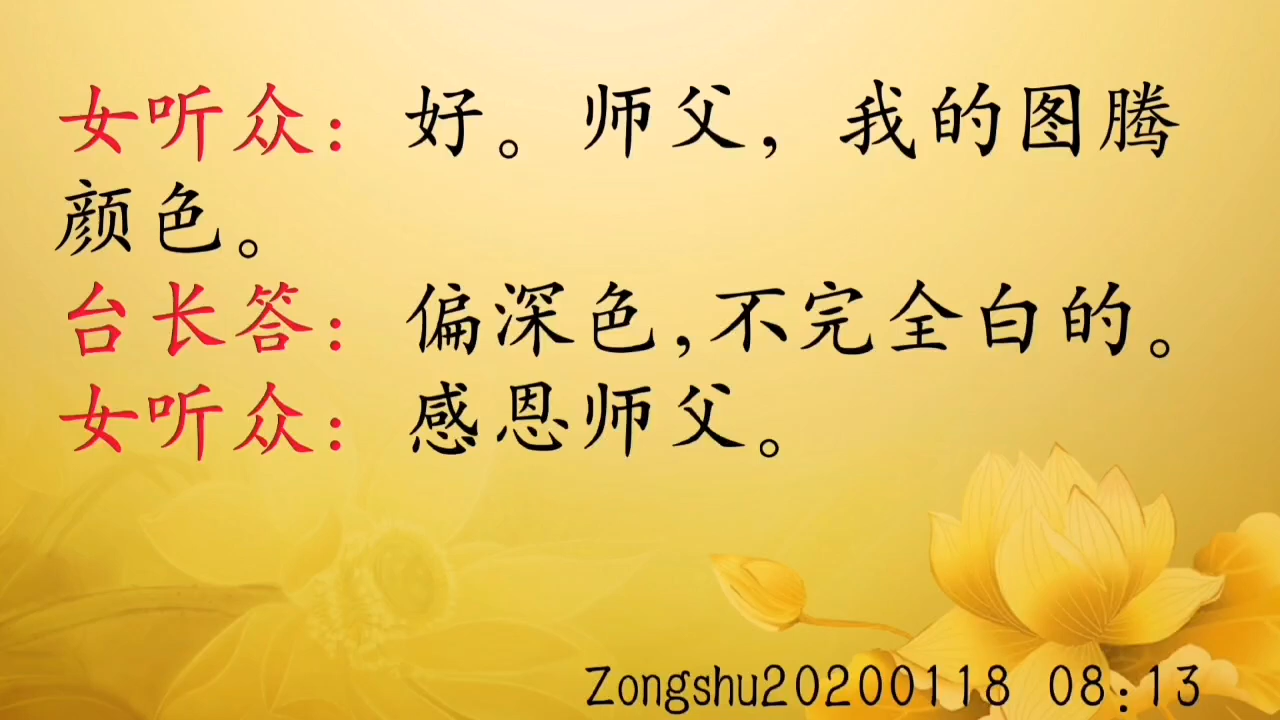 女听众：好。师父，我的图腾
颜色。
台长答：偏深色,不完全白的。
女听众：感恩师父。
Zongshu20200118 08:13